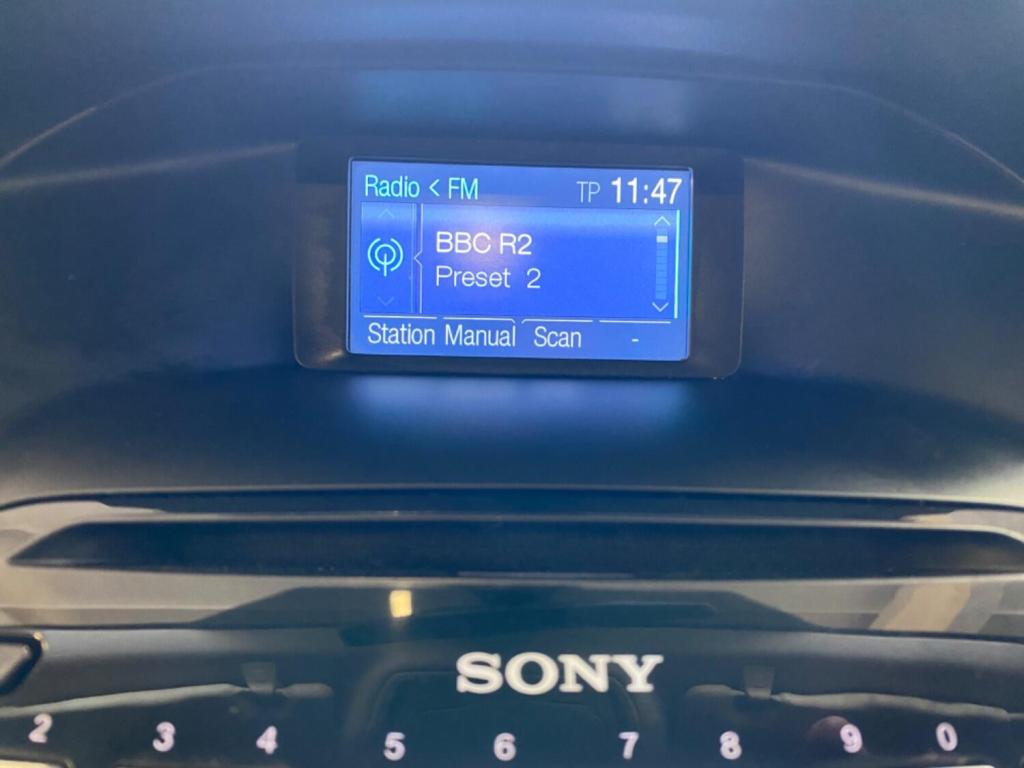 Radio < FM TP 11:47
BBC R2
Preset 2
Station Manual Scan -
SONY
2 3 4 5 6 7 8 9 0